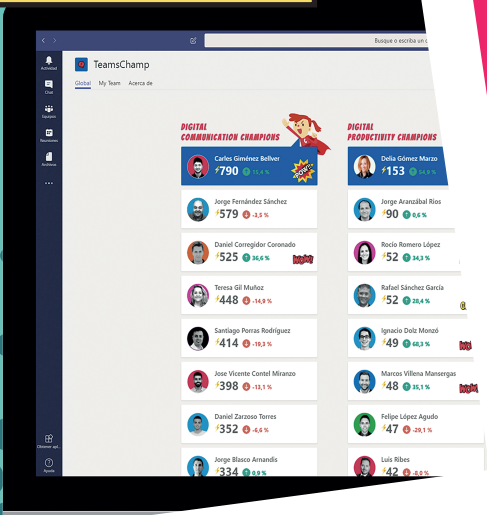 Busque o escriba un c
TeamsChamp
Global My Team Acerca de
Actividad
Chat
Equipos
Reuniones
Archivos
Obtener apl...
Ayuda
DIGITAL
COMMUNICATION CHAMPIONS
Carles Giménez Bellver
790 15,4 %
POW!
Jorge Fernández Sánchez
579 -3,5 %
Daniel Corregidor Coronado
525 36,6 %
Teresa Gil Muñoz
448 -14,9 %
Santiago Porras Rodríguez
414 -19,3 %
Jose Vicente Contel Miranzo
398 -13,1 %
Daniel Zarzoso Torres
352 -6,6 %
Jorge Blasco Arnandis
334 0,9 %
DIGITAL
PRODUCTIVITY CHAMPIONS
Delia Gómez Marzo
153 54,9 %
Jorge Aranzábal Ríos
90 0,6 %
Rocío Romero López
52 34,3 %
Rafael Sánchez García
52 28,4 %
Ignacio Dolz Monzó
49 68,3 %
Marcos Villena Mansergas
48 35,1 %
Felipe López Agudo
47 -29,1 %
Luis Ribes
42 -8,0 %